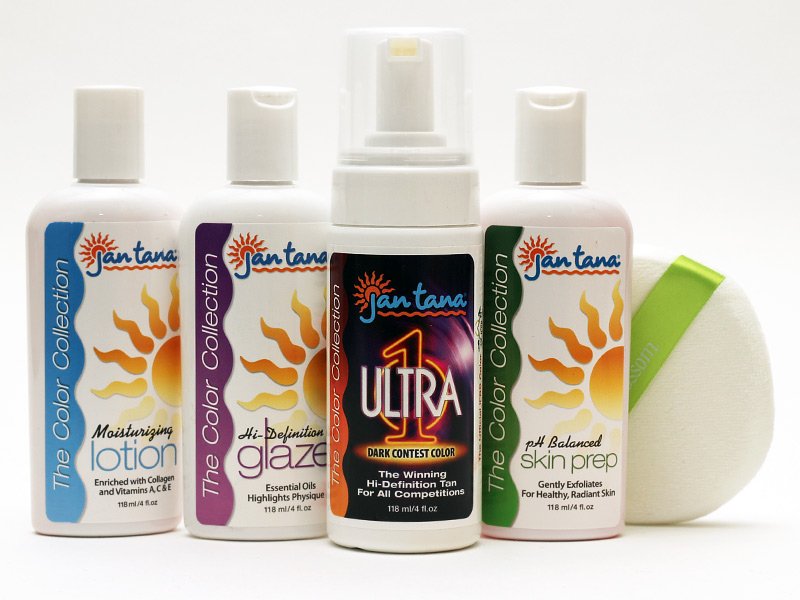 The Color Collection
jan tana
Moisturizing
lotion
Enriched with Collagen
and Vitamins A, C & E
118 ml/4 fl.oz
The Color Collection
jan tana
Hi-Definition
glaze
Essential Oils
Highlights Physique
118 ml/4 fl.oz
The Color Collection
jan tana®
1
ULTRA
DARK CONTEST COLOR
The Winning
Hi-Definition Tan
For All Competitions
118 ml/4 fl.oz
The Color Collection
jan tana®
pH Balanced
skin prep
Gently Exfoliates
For Healthy, Radiant Skin
118 ml/4 fl.oz